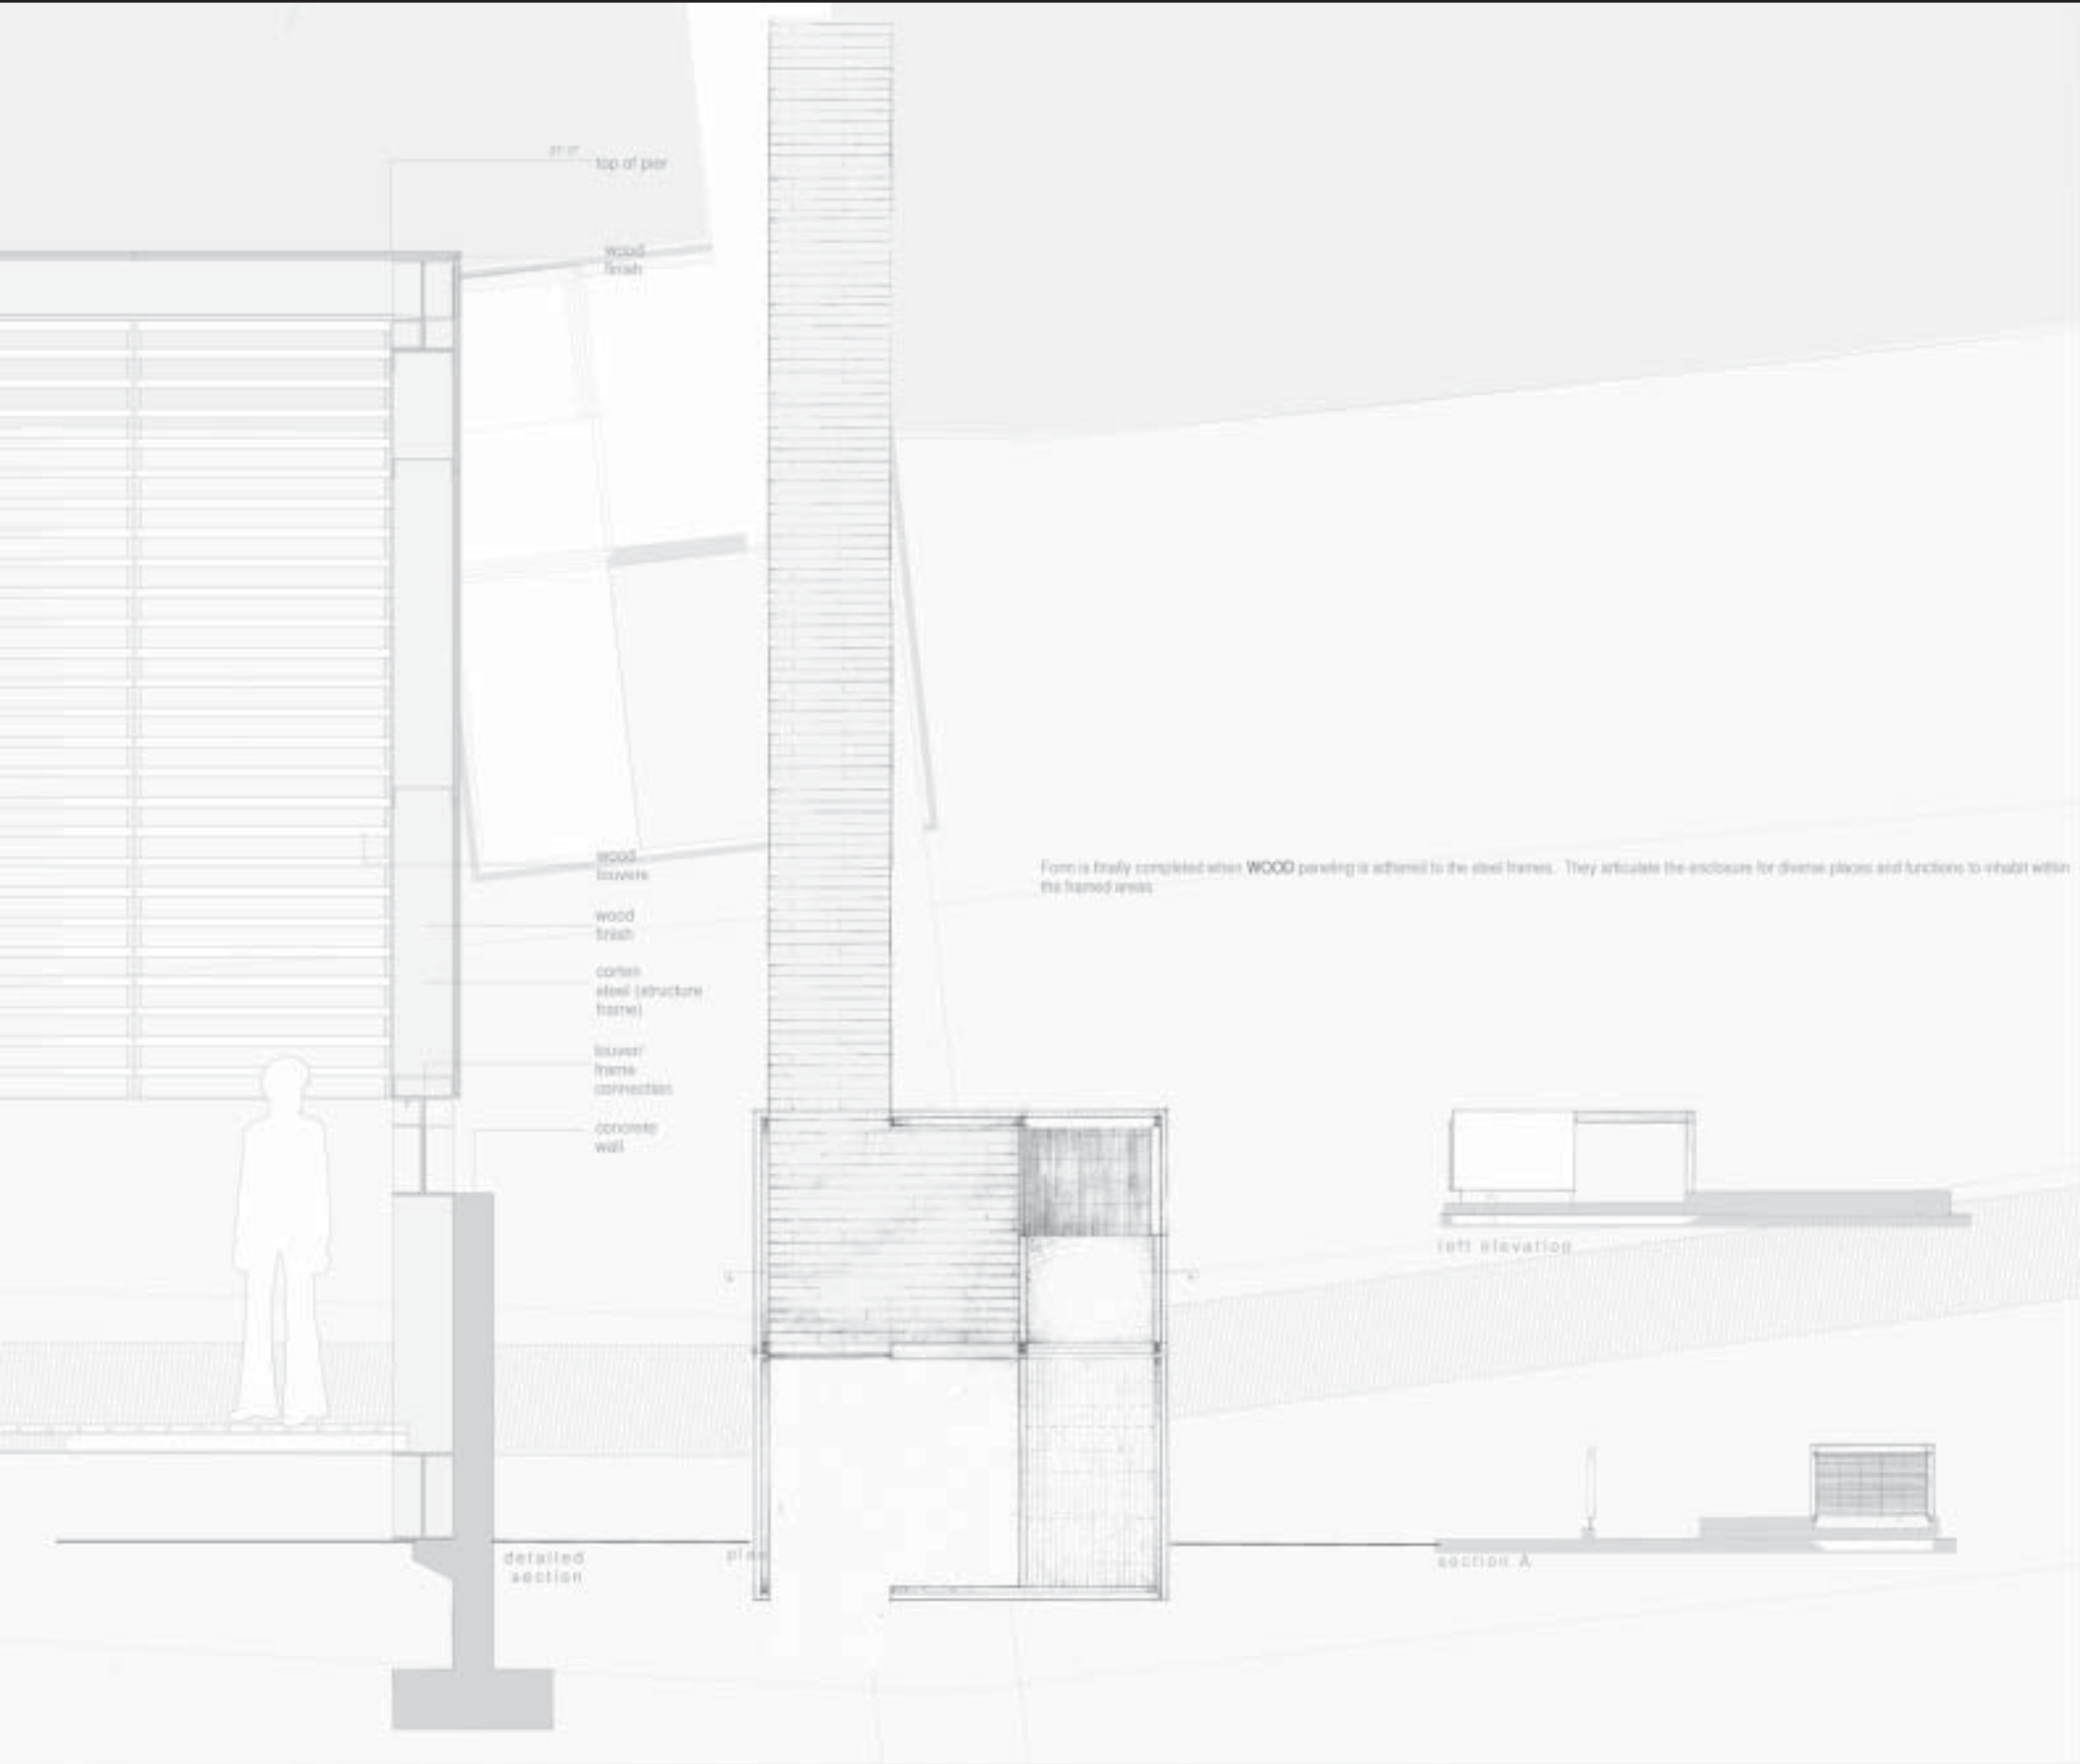 top of pier
wood
finish
wood
louvers
Form is finally completed when WOOD paneling is adhered to the steel frames. They articulate the enclosure for diverse places and functions to inhabit within
the framed areas
wood
finish
corten
steel (structure
frame)
louver/
frame
connection
concrete
wall
left elevation
detailed
section
plan
section A